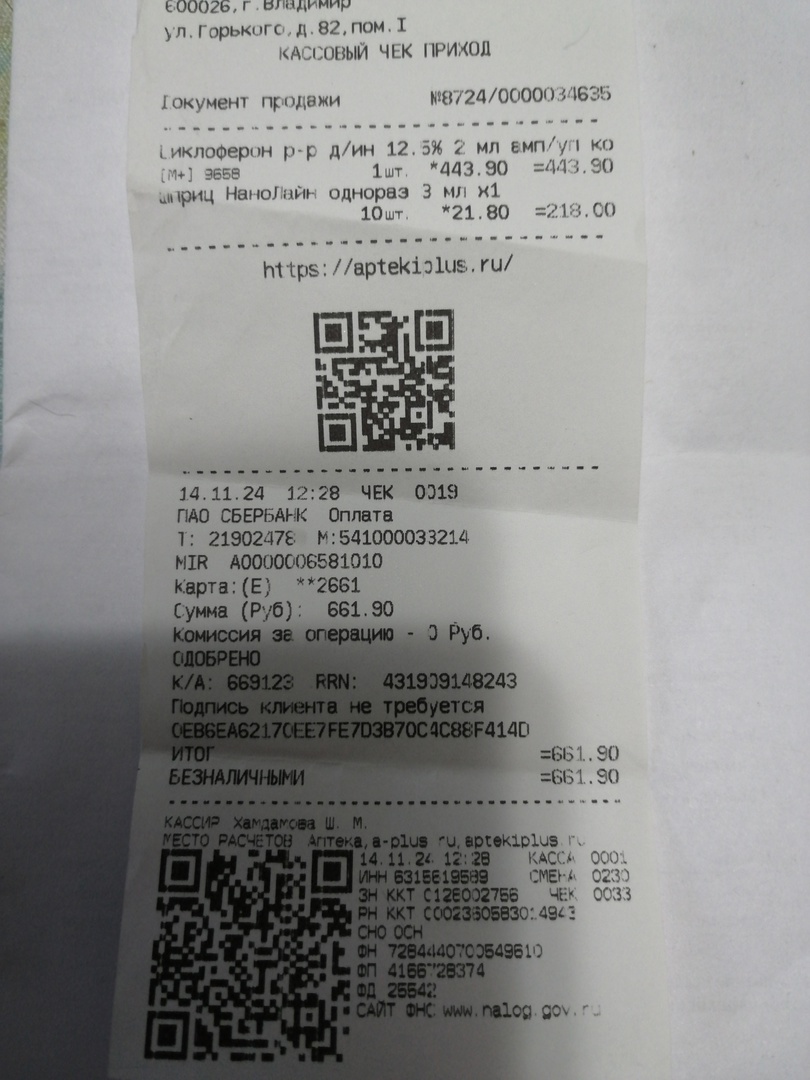 600026, г. Владимир
ул. Горького, д. 82, пом. I
КАССОВЫЙ ЧЕК ПРИХОД
Документ продажи №8724/0000034635
Циклоферон р-р д/ин 12.5% 2 мл амп/уп ко
[М+] 9658 1шт. *443.90 =443.90
Шприц НаноЛайн однораз 3 мл х1
10шт. *21.80 =218.00
https://aptekiplus.ru/
14.11.24 12:28 ЧЕК 0019
ПАО СБЕРБАНК Оплата
Т: 21902478 М:541000033214
MIR A0000006581010
Карта:(E) **2661
Сумма (Руб): 661.90
Комиссия за операцию - 0 Руб.
ОДОБРЕНО
К/А: 669123 RRN: 431909148243
Подпись клиента не требуется
0EB6EA62170EE7FE7D3B70C4C88F414D
ИТОГ =661.90
БЕЗНАЛИЧНЫМИ =661.90
КАССИР Хамдамова Ш. М.
МЕСТО РАСЧЕТОВ Аптека, a-plus.ru, aptekiplus.ru
14.11.24 12:28 КАССА 0001
ИНН 6315619589 СМЕНА 0230
ЗН ККТ 0126002756 ЧЕК 0033
РН ККТ
СНО ОСН
ФН 7284440700549610
ФП
ФД 25542
САЙТ ФНС www.nalog.gov.ru